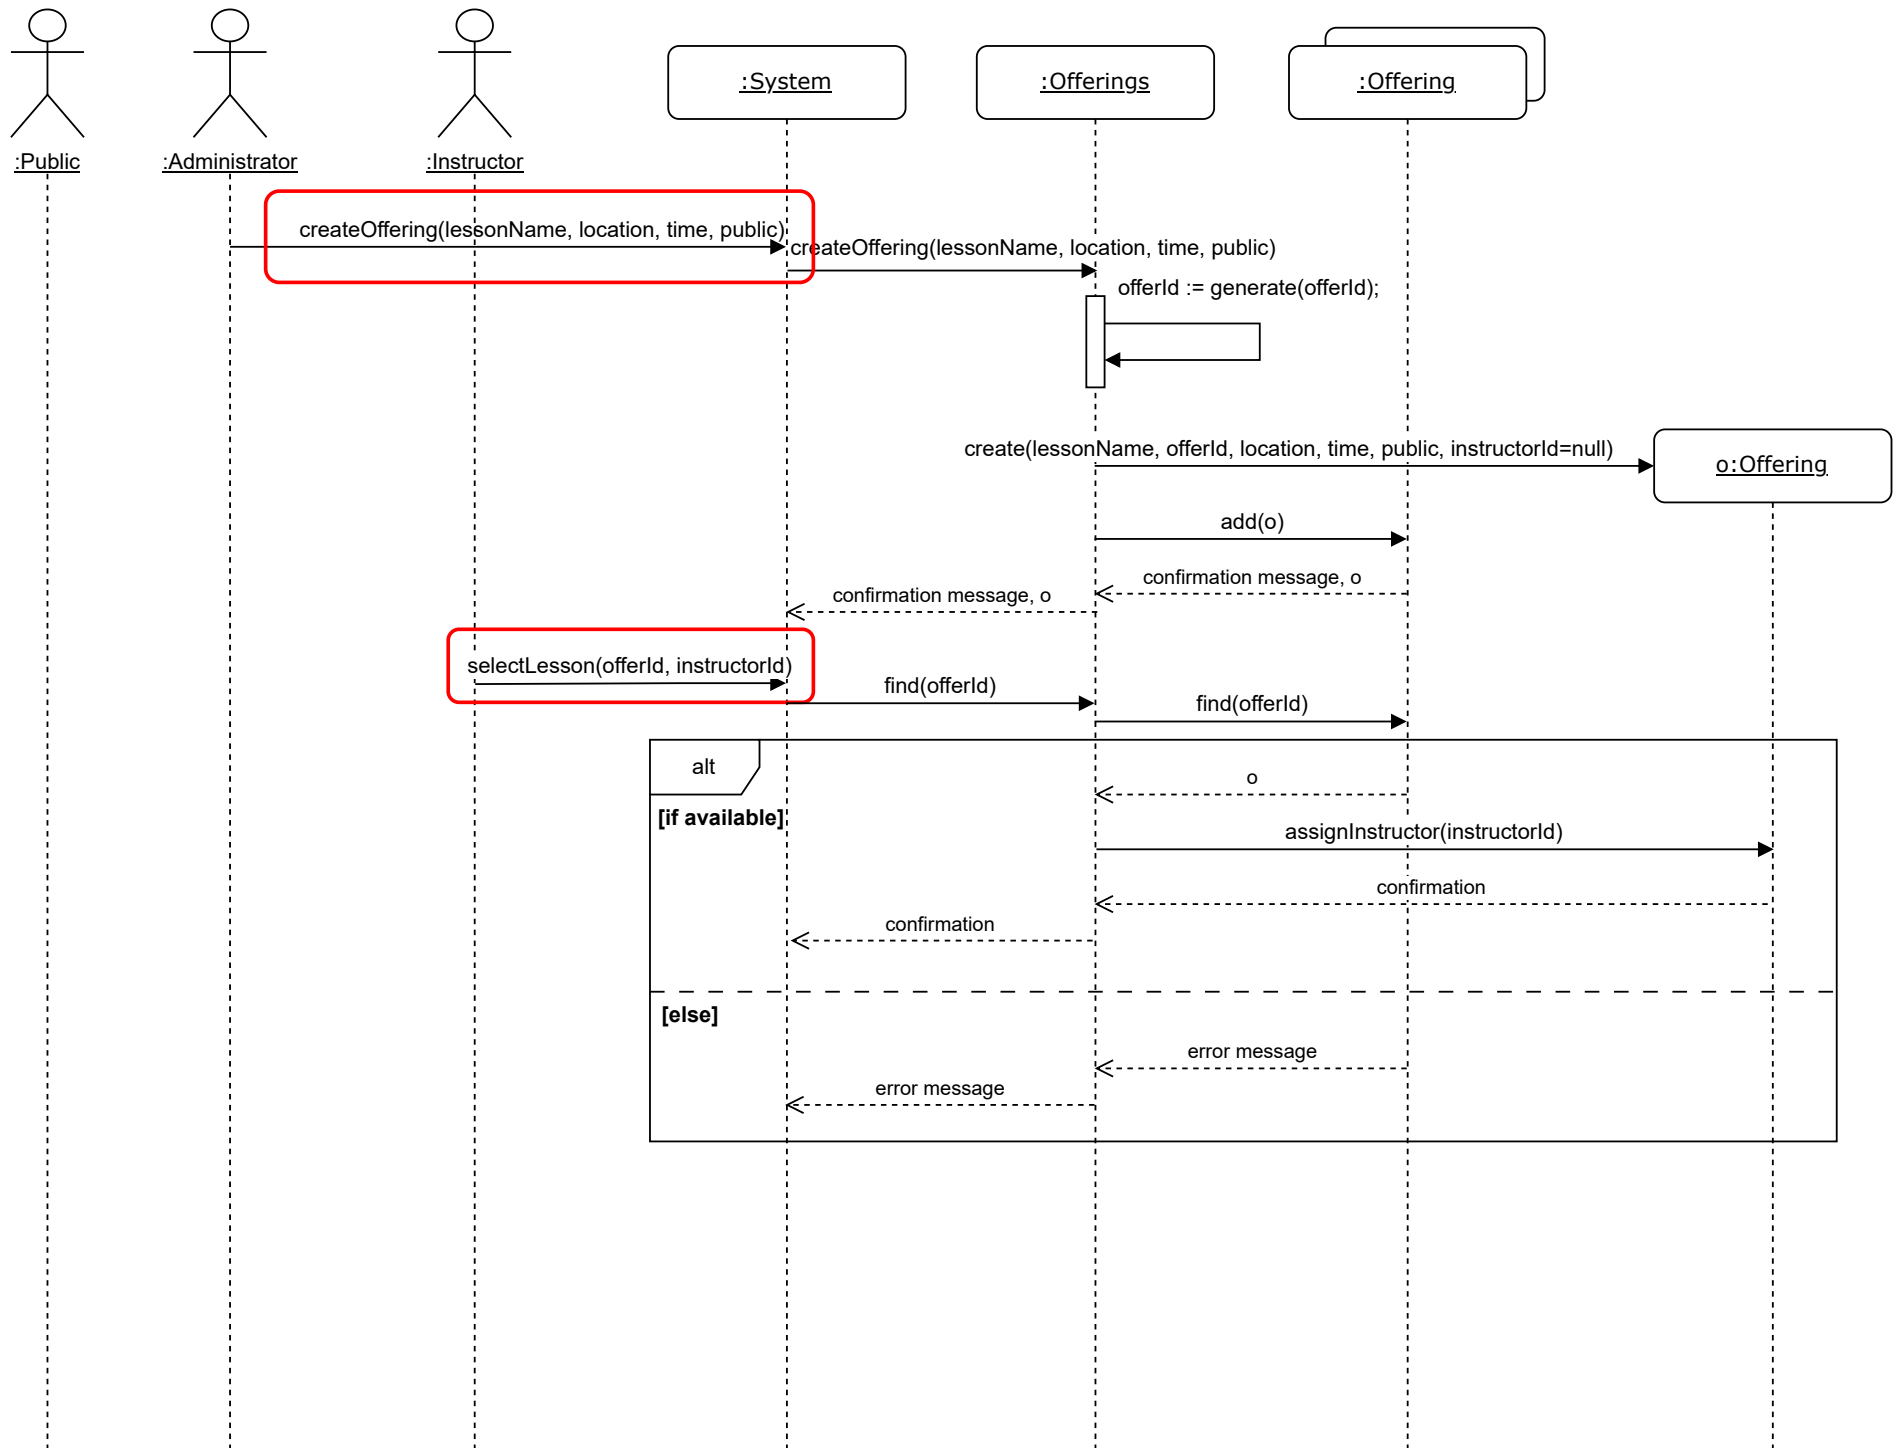 :System
:Offerings
:Offering
:Public
:Administrator
:Instructor
createOffering(lessonName, location, time, public)
createOffering(lessonName, location, time, public)
offerId := generate(offerId);
create(lessonName, offerId, location, time, public, instructorId=null)
o:Offering
add(o)
confirmation message, o
confirmation message, o
selectLesson(offerId, instructorId)
find(offerId)
find(offerId)
alt
o
[if available]
assignInstructor(instructorId)
confirmation
confirmation
[else]
error message
error message